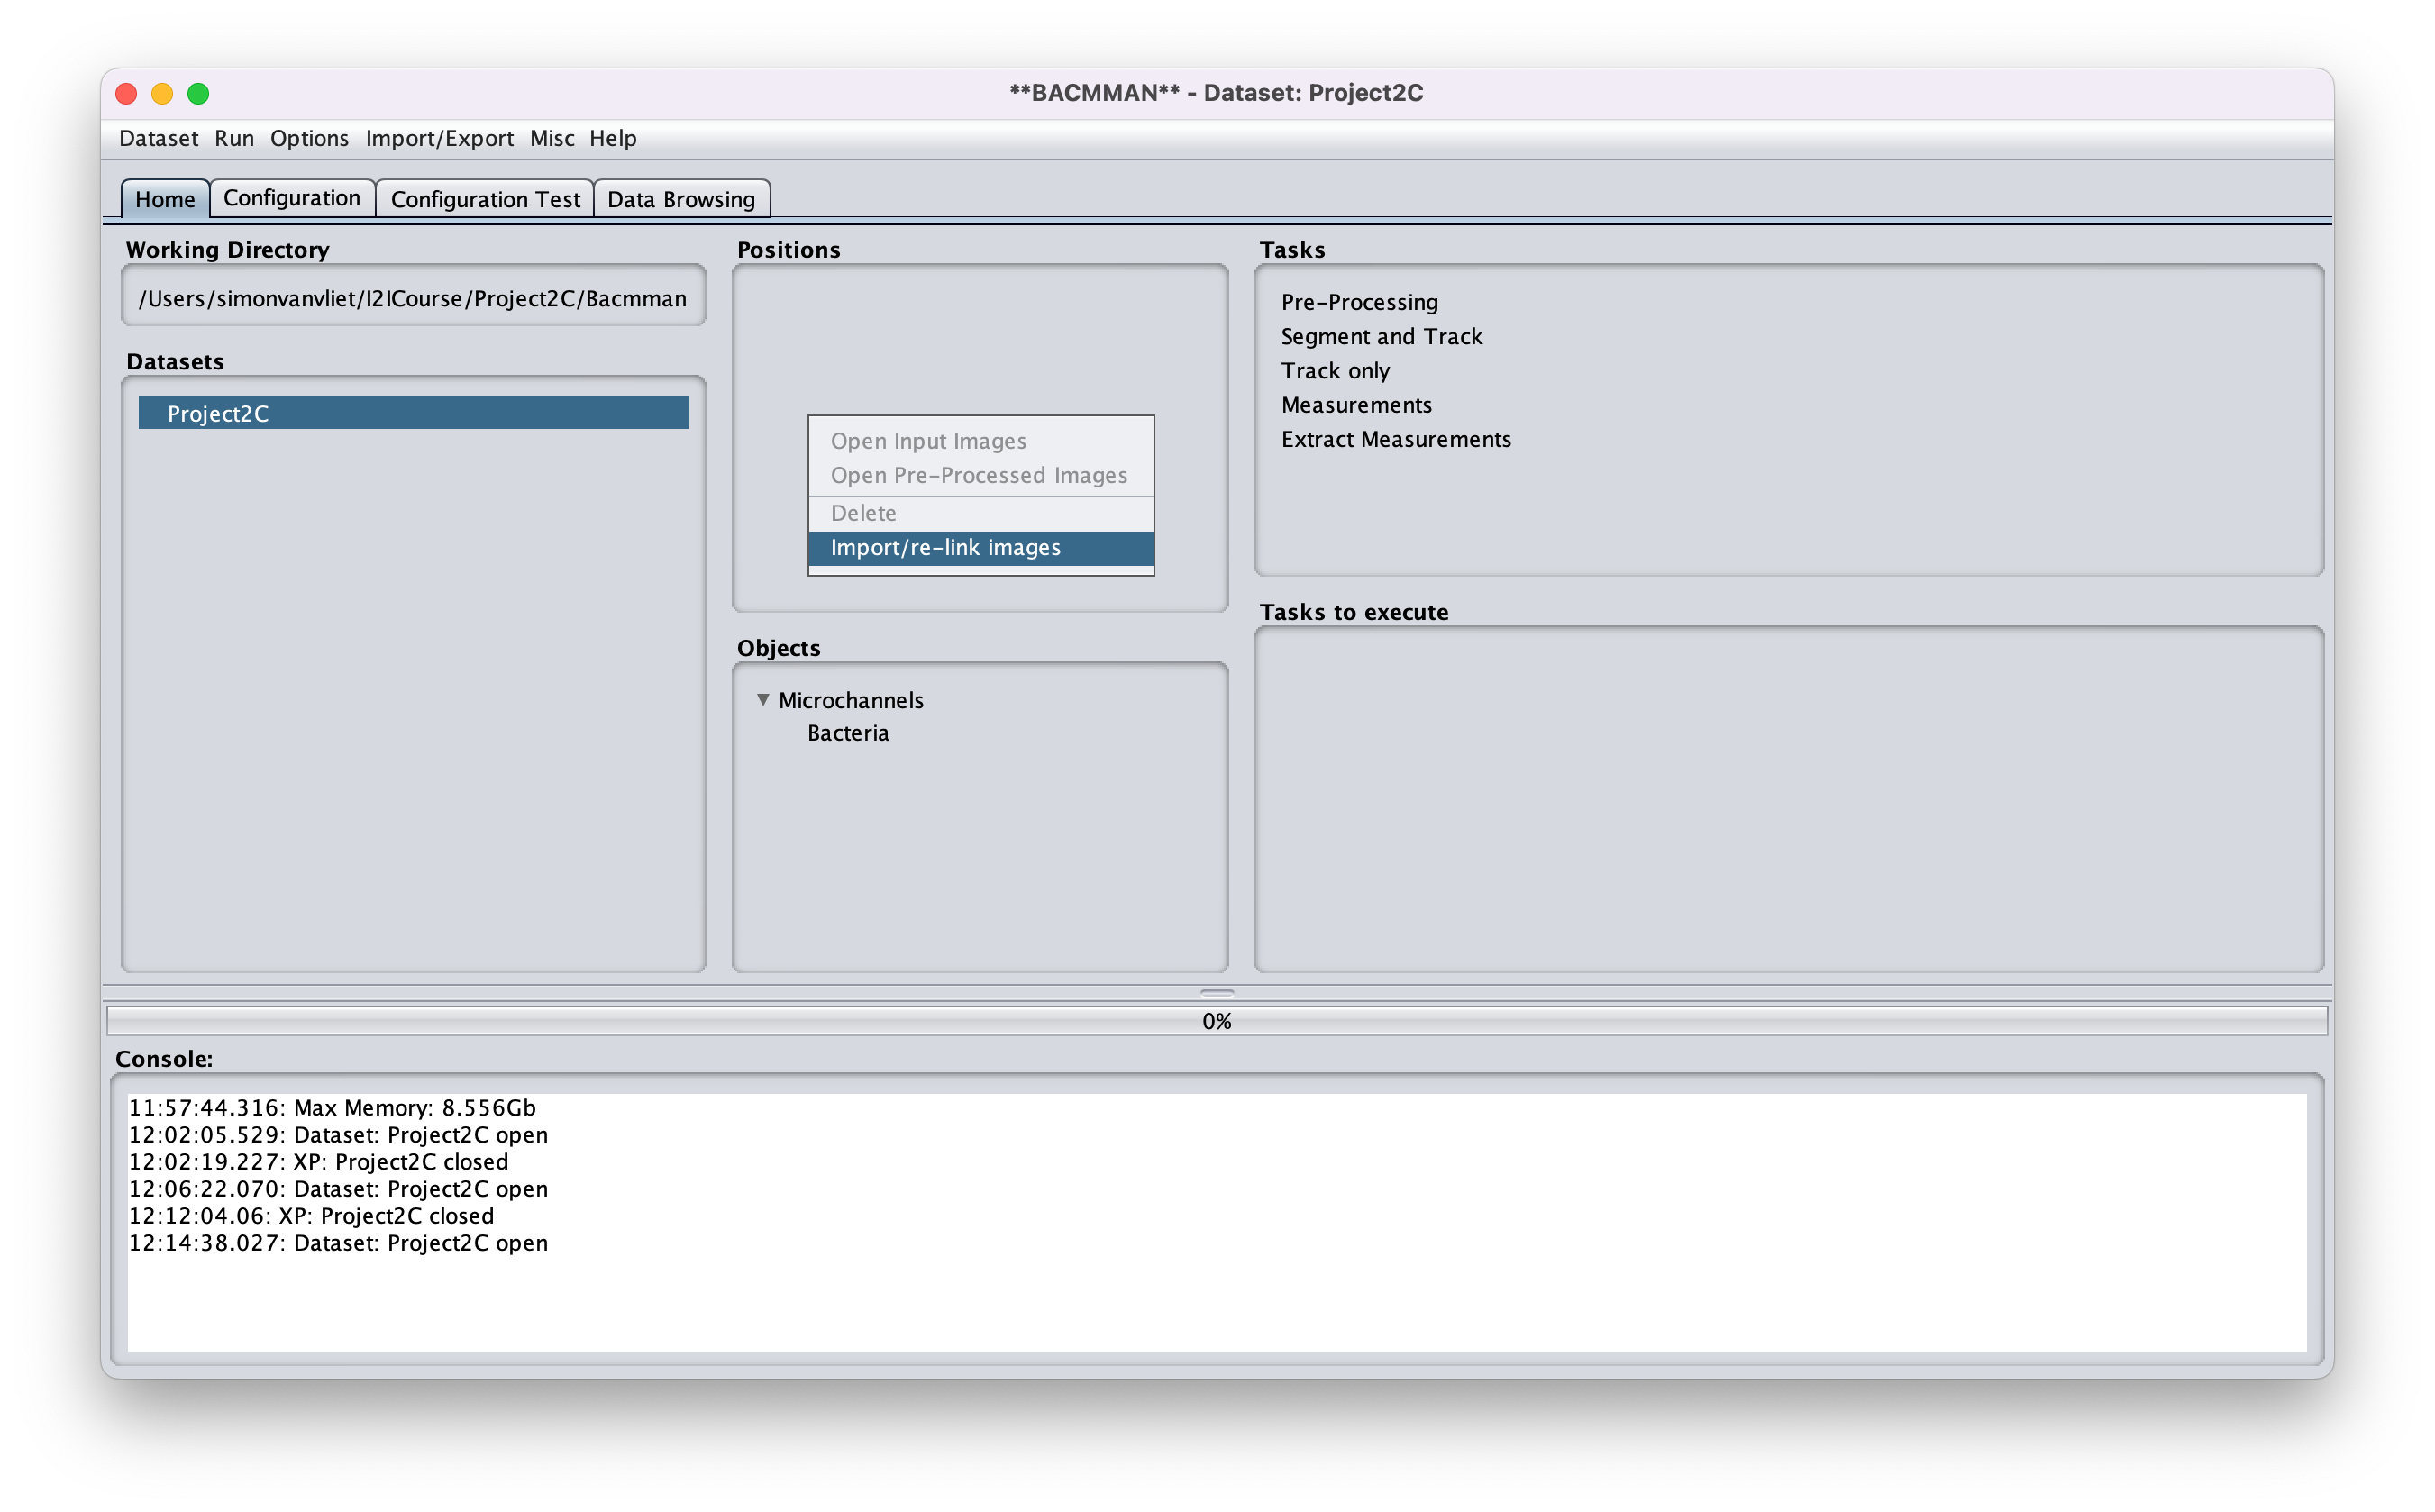 **BACMMAN** - Dataset: Project2C
Dataset Run Options Import/Export Misc Help
Home Configuration Configuration Test Data Browsing
Working Directory
/Users/simonvanvliet/I2ICourse/Project2C/Bacmman
Datasets
Project2C
Positions
Open Input Images
Open Pre-Processed Images
Delete
Import/re-link images
Objects
Microchannels
Bacteria
Tasks
Pre-Processing
Segment and Track
Track only
Measurements
Extract Measurements
Tasks to execute
0%
Console:
11:57:44.316: Max Memory: 8.556Gb
12:02:05.529: Dataset: Project2C open
12:02:19.227: XP: Project2C closed
12:06:22.070: Dataset: Project2C open
12:12:04.06: XP: Project2C closed
12:14:38.027: Dataset: Project2C open